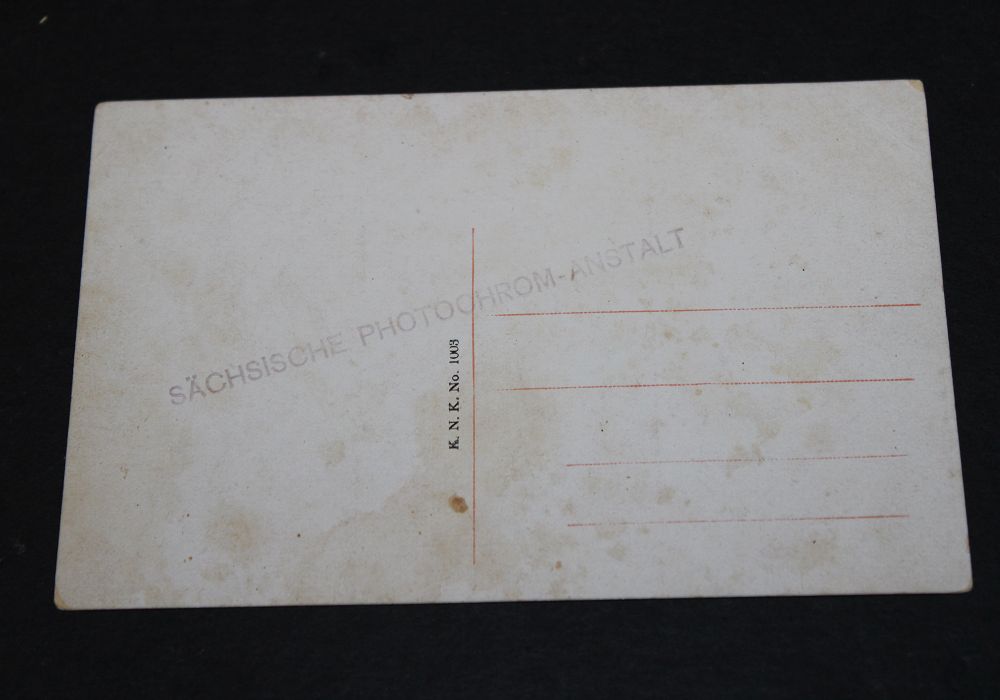 SÄCHSISCHE PHOTOCHROM-ANSTALT
K. N. K. No. 1003